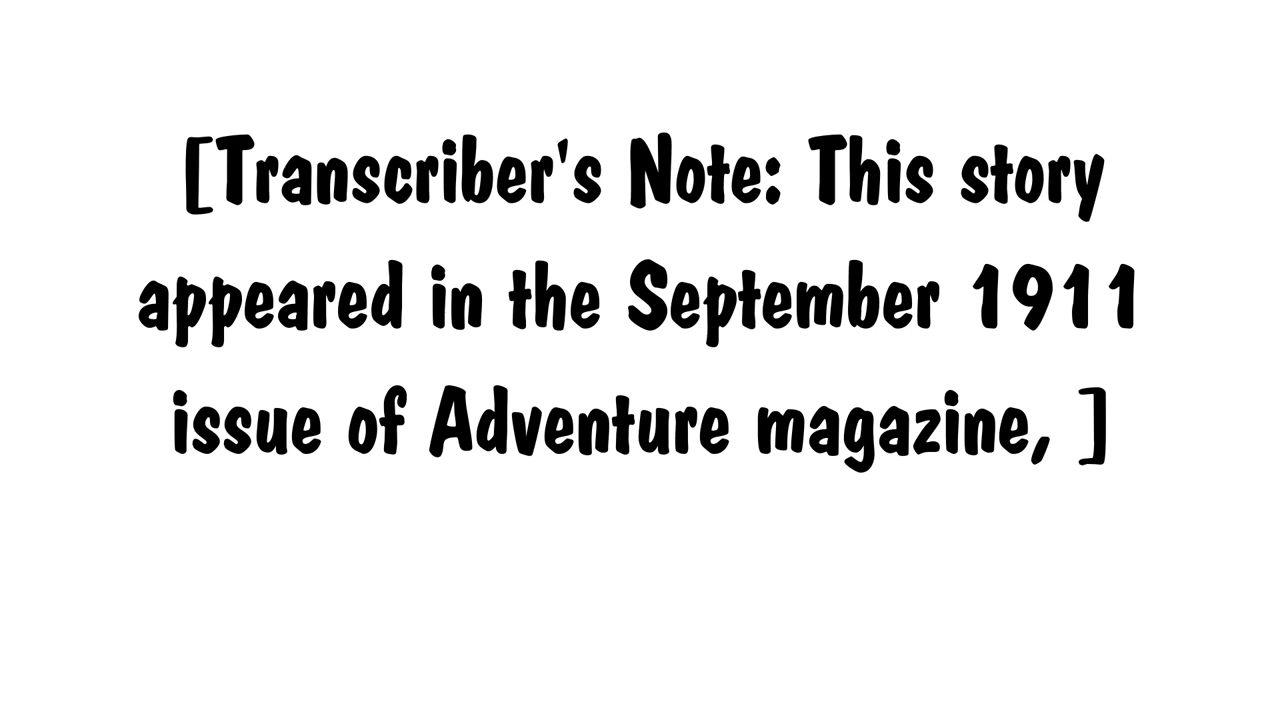 [Transcriber's Note: This story
appeared in the September 1911
issue of Adventure magazine, ]